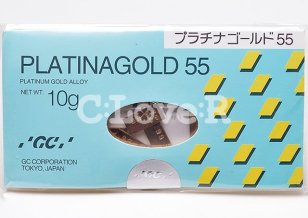 プラチナゴールド55
PLATINAGOLD 55
PLATINUM GOLD ALLOY
NET WT. 10g
C-LoveR
GC
GC CORPORATION
TOKYO, JAPAN